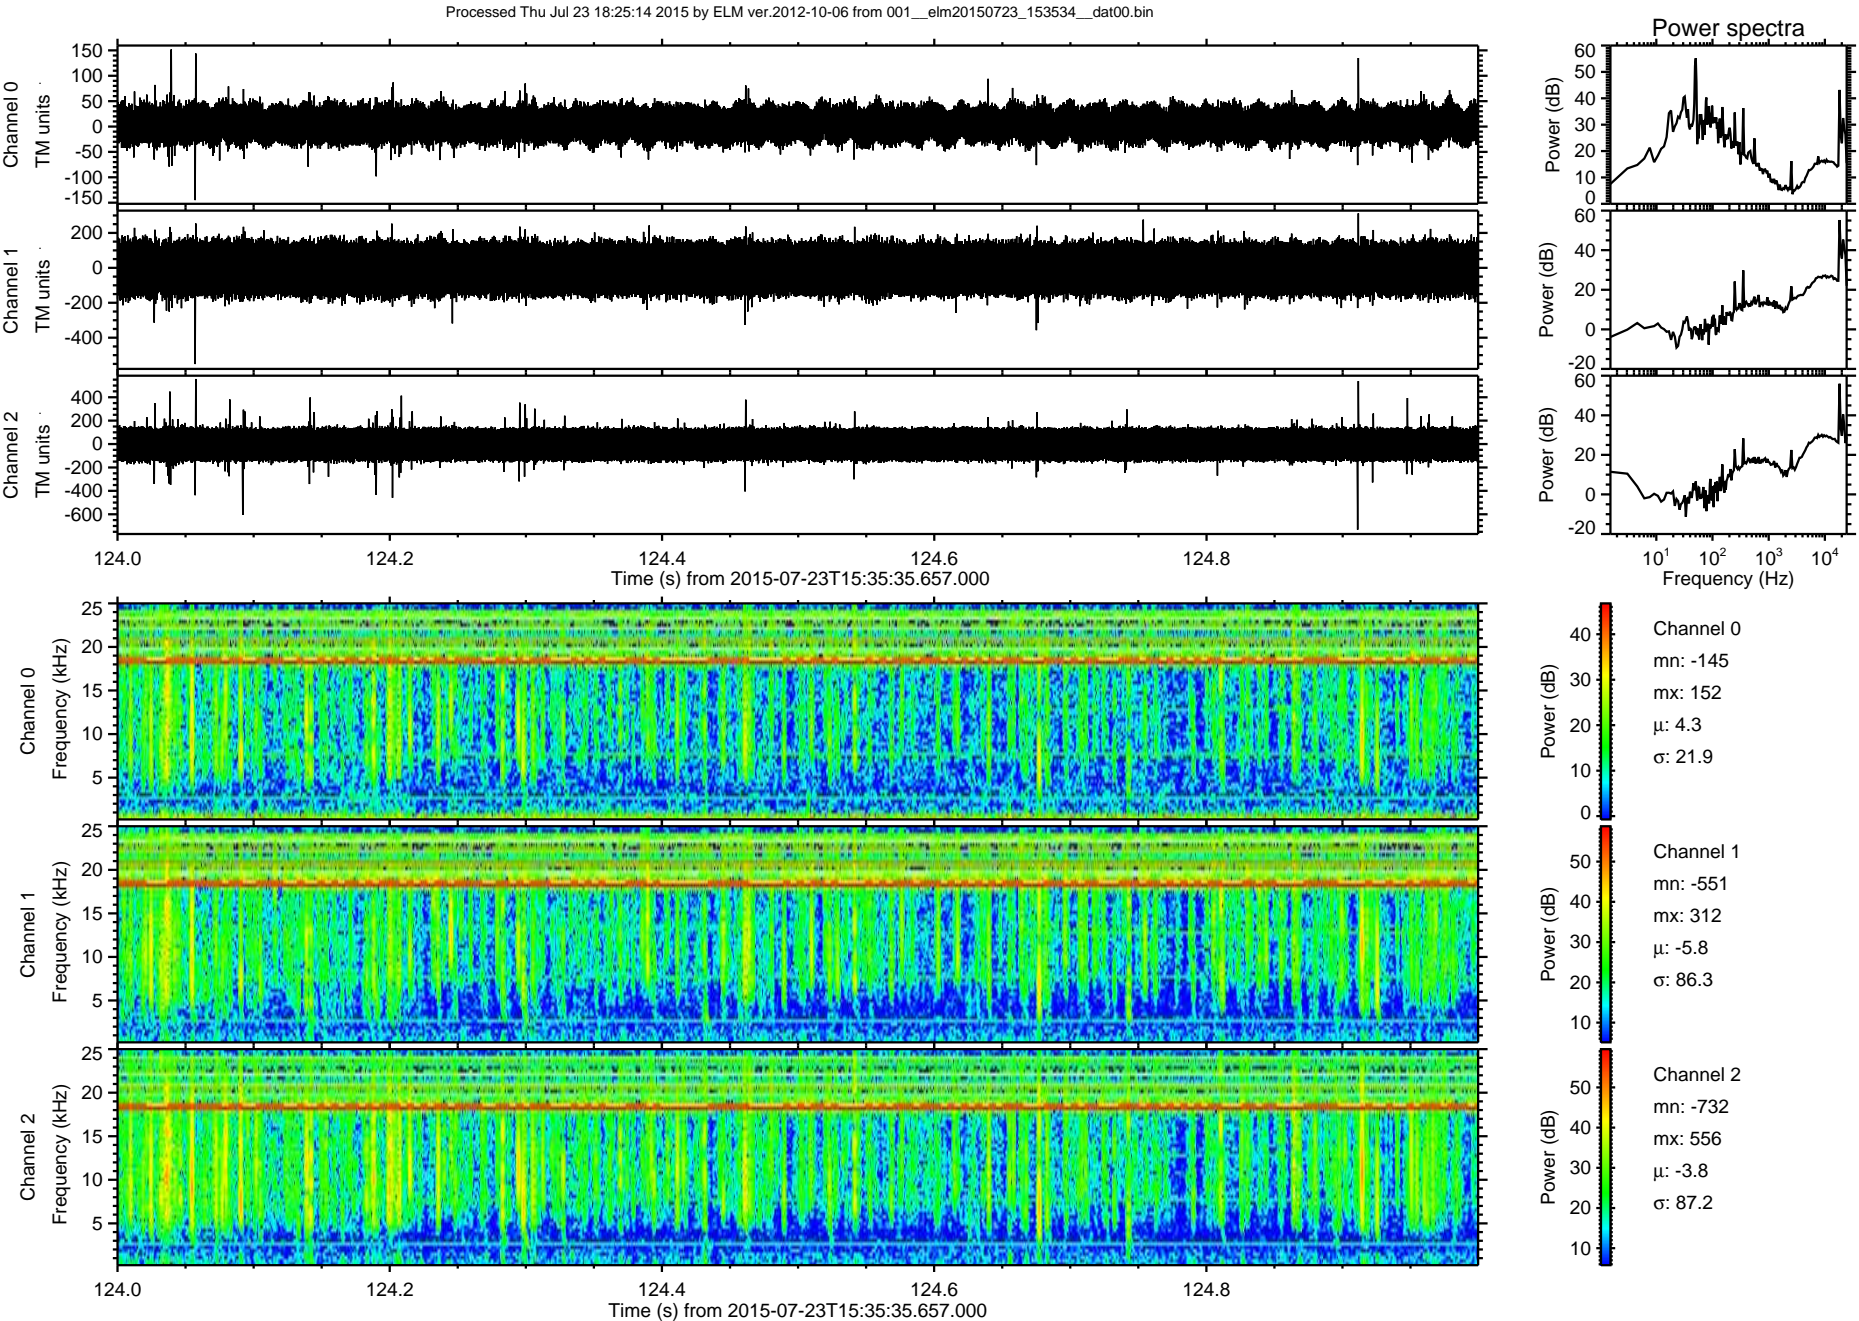 Processed Thu Jul 23 18:25:14 2015 by ELM ver.2012-10-06 from 001__elm20150723_153534__dat00.bin
Power spectra
Channel 0
TM units
150
100
50
0
-50
-100
-150
Power (dB)
60
50
40
30
20
10
0
Channel 1
TM units
200
0
-200
-400
Power (dB)
60
40
20
0
-20
Channel 2
TM units
400
200
0
-200
-400
-600
Power (dB)
60
40
20
0
-20
124.0
124.2
124.4
124.6
124.8
Time (s) from 2015-07-23T15:35:35.657.000
10¹
10²
10³
10⁴
Frequency (Hz)
Channel 0
Frequency (kHz)
25
20
15
10
5
Power (dB)
40
30
20
10
0
Channel 0
mn: -145
mx: 152
μ: 4.3
σ: 21.9
Channel 1
Frequency (kHz)
25
20
15
10
5
Power (dB)
50
40
30
20
10
Channel 1
mn: -551
mx: 312
μ: -5.8
σ: 86.3
Channel 2
Frequency (kHz)
25
20
15
10
5
Power (dB)
50
40
30
20
10
Channel 2
mn: -732
mx: 556
μ: -3.8
σ: 87.2
124.0
124.2
124.4
124.6
124.8
Time (s) from 2015-07-23T15:35:35.657.000